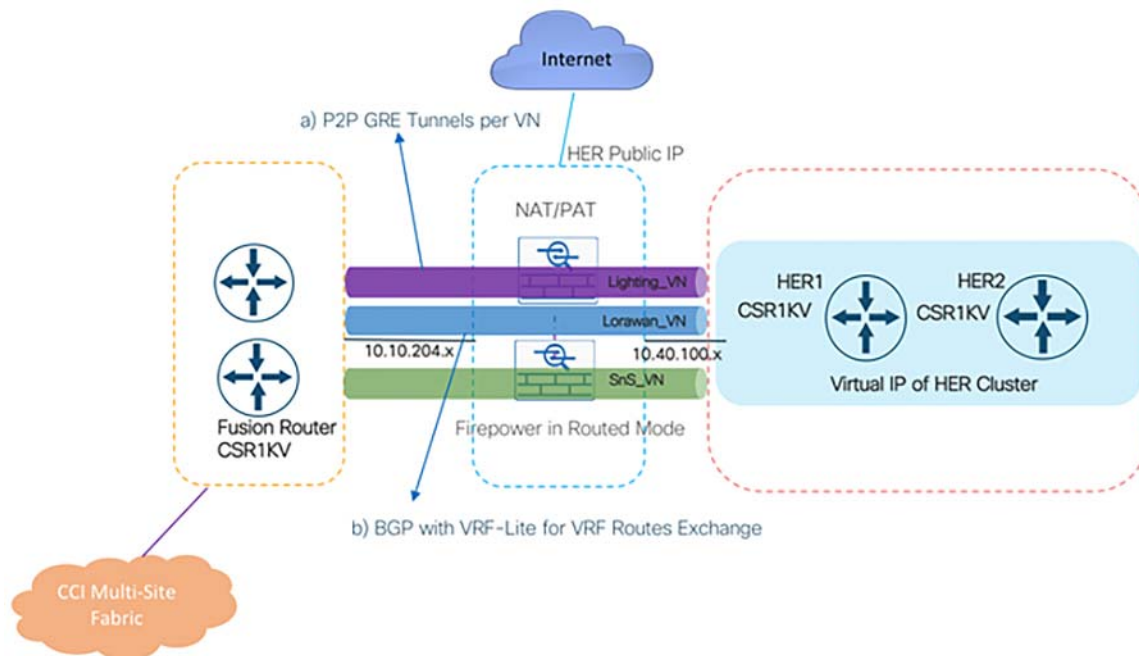 Internet
a) P2P GRE Tunnels per VN
HER Public IP
NAT/PAT
Lighting_VN
HER1
CSR1KV
HER2
CSR1KV
Lorawan_VN
10.10.204.x
10.40.100.x
SnS_VN
Virtual IP of HER Cluster
Fusion Router
CSR1KV
Firepower in Routed Mode
b) BGP with VRF-Lite for VRF Routes Exchange
CCI Multi-Site
Fabric